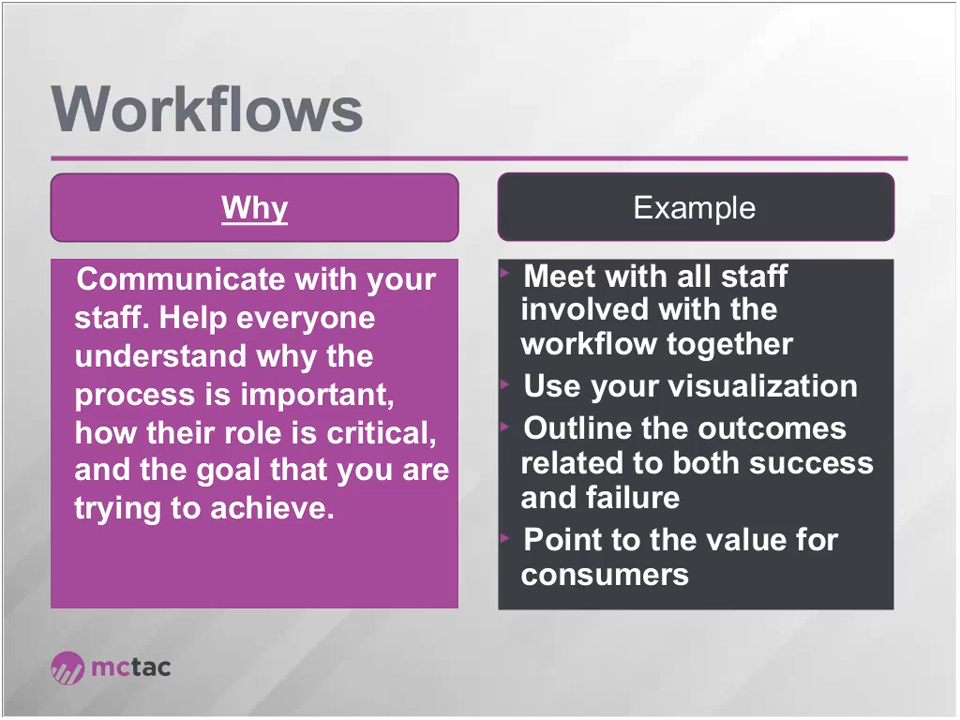 Workflows
Why
Communicate with your
staff. Help everyone
understand why the
process is important,
how their role is critical,
and the goal that you are
trying to achieve.
Example
Meet with all staff
involved with the
workflow together
Use your visualization
Outline the outcomes
related to both success
and failure
Point to the value for
consumers
mctac